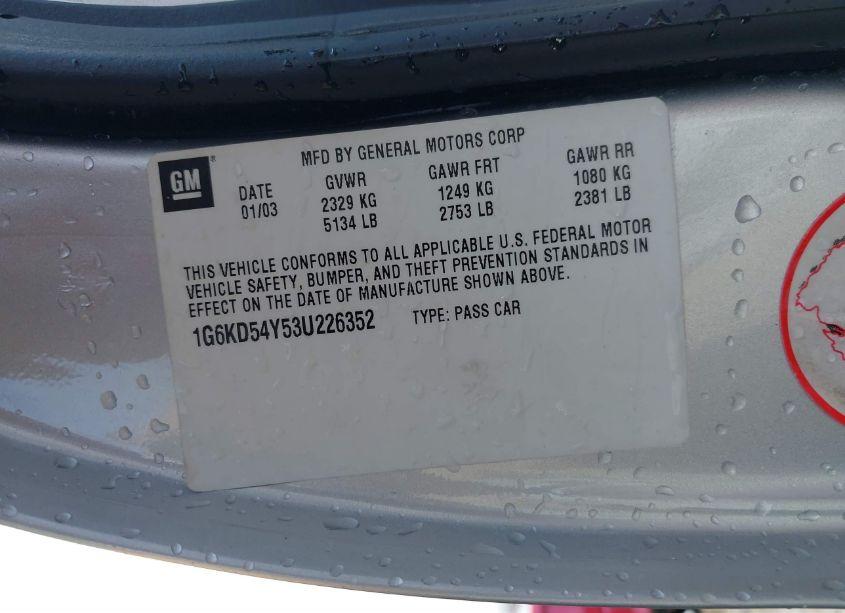 MFD BY GENERAL MOTORS CORP
GM®
DATE GVWR GAWR FRT GAWR RR
01/03 2329 KG 1249 KG 1080 KG
5134 LB 2753 LB 2381 LB
THIS VEHICLE CONFORMS TO ALL APPLICABLE U.S. FEDERAL MOTOR
VEHICLE SAFETY, BUMPER, AND THEFT PREVENTION STANDARDS IN
EFFECT ON THE DATE OF MANUFACTURE SHOWN ABOVE.
1G6KD54Y53U226352 TYPE: PASS CAR